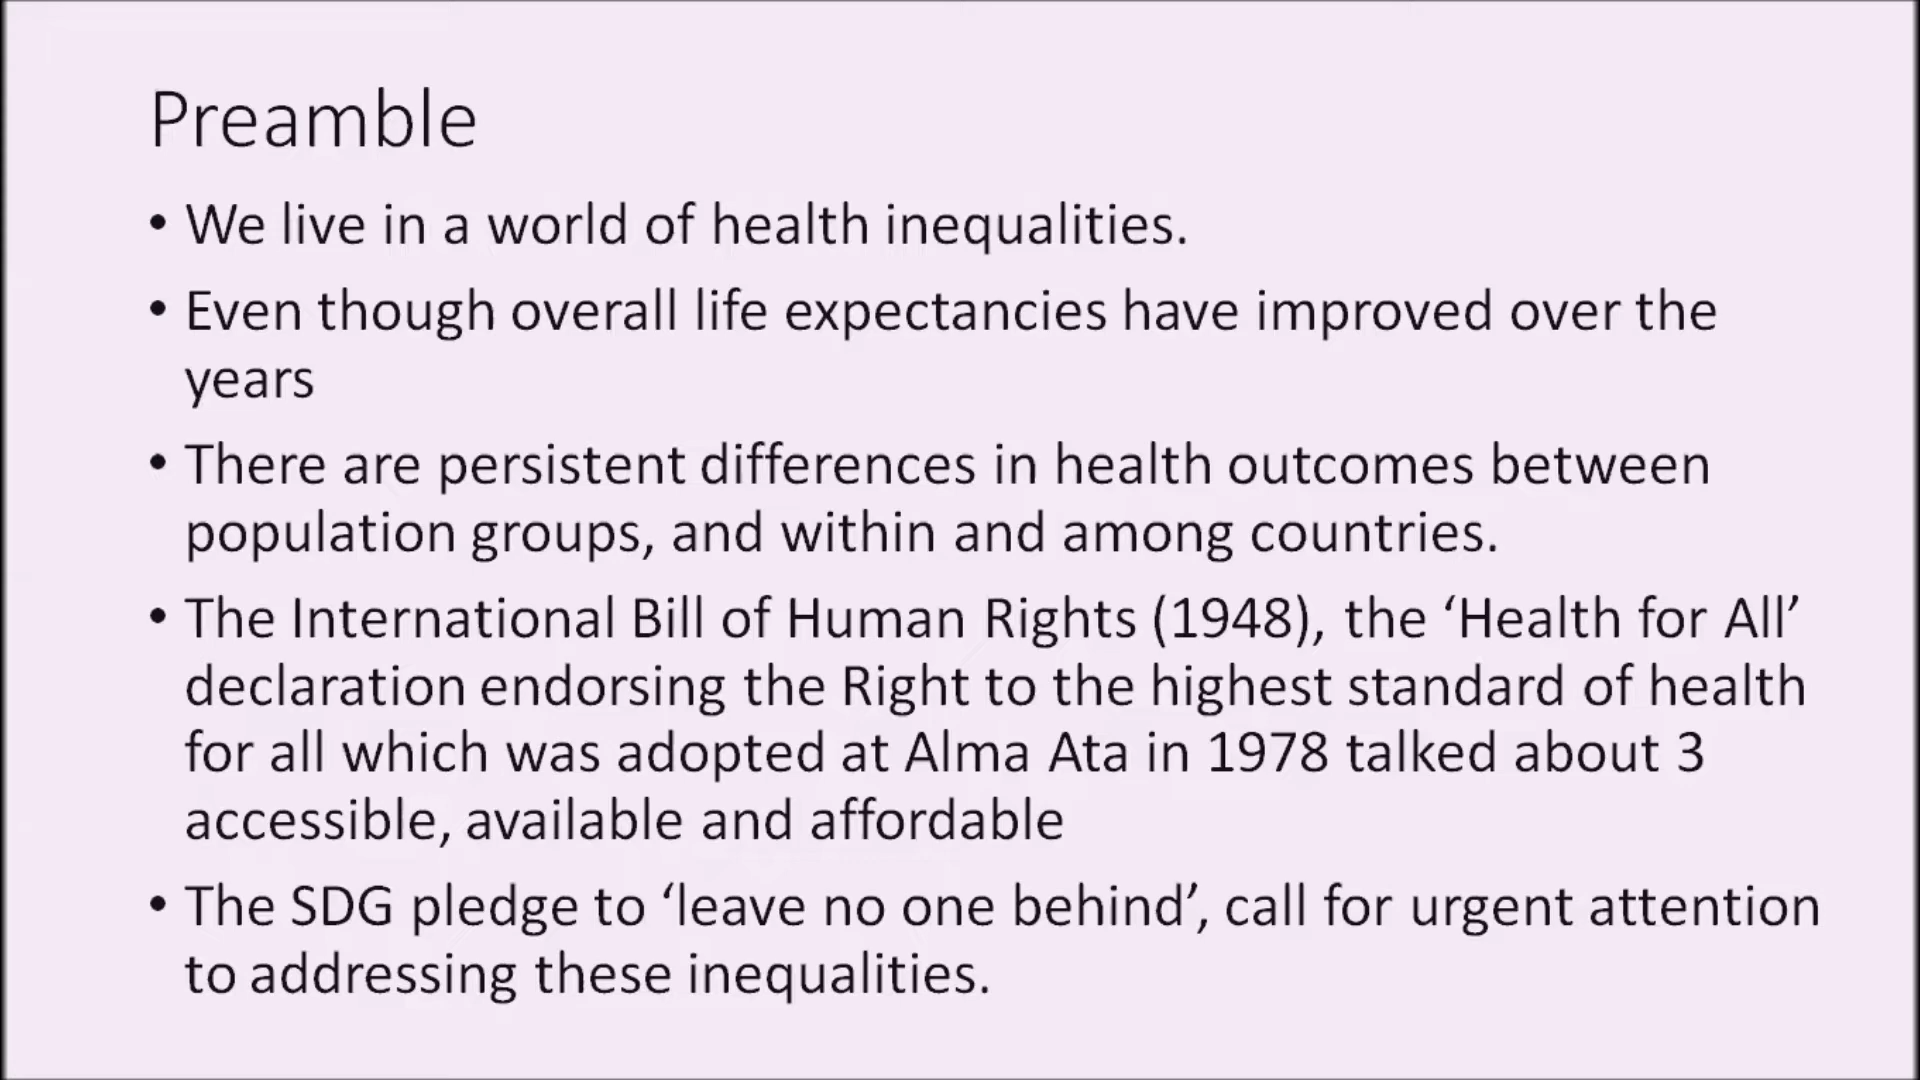 Preamble
• We live in a world of health inequalities.
• Even though overall life expectancies have improved over the
years
• There are persistent differences in health outcomes between
population groups, and within and among countries.
• The International Bill of Human Rights (1948), the ‘Health for All’
declaration endorsing the Right to the highest standard of health
for all which was adopted at Alma Ata in 1978 talked about 3
accessible, available and affordable
• The SDG pledge to ‘leave no one behind’, call for urgent attention
to addressing these inequalities.